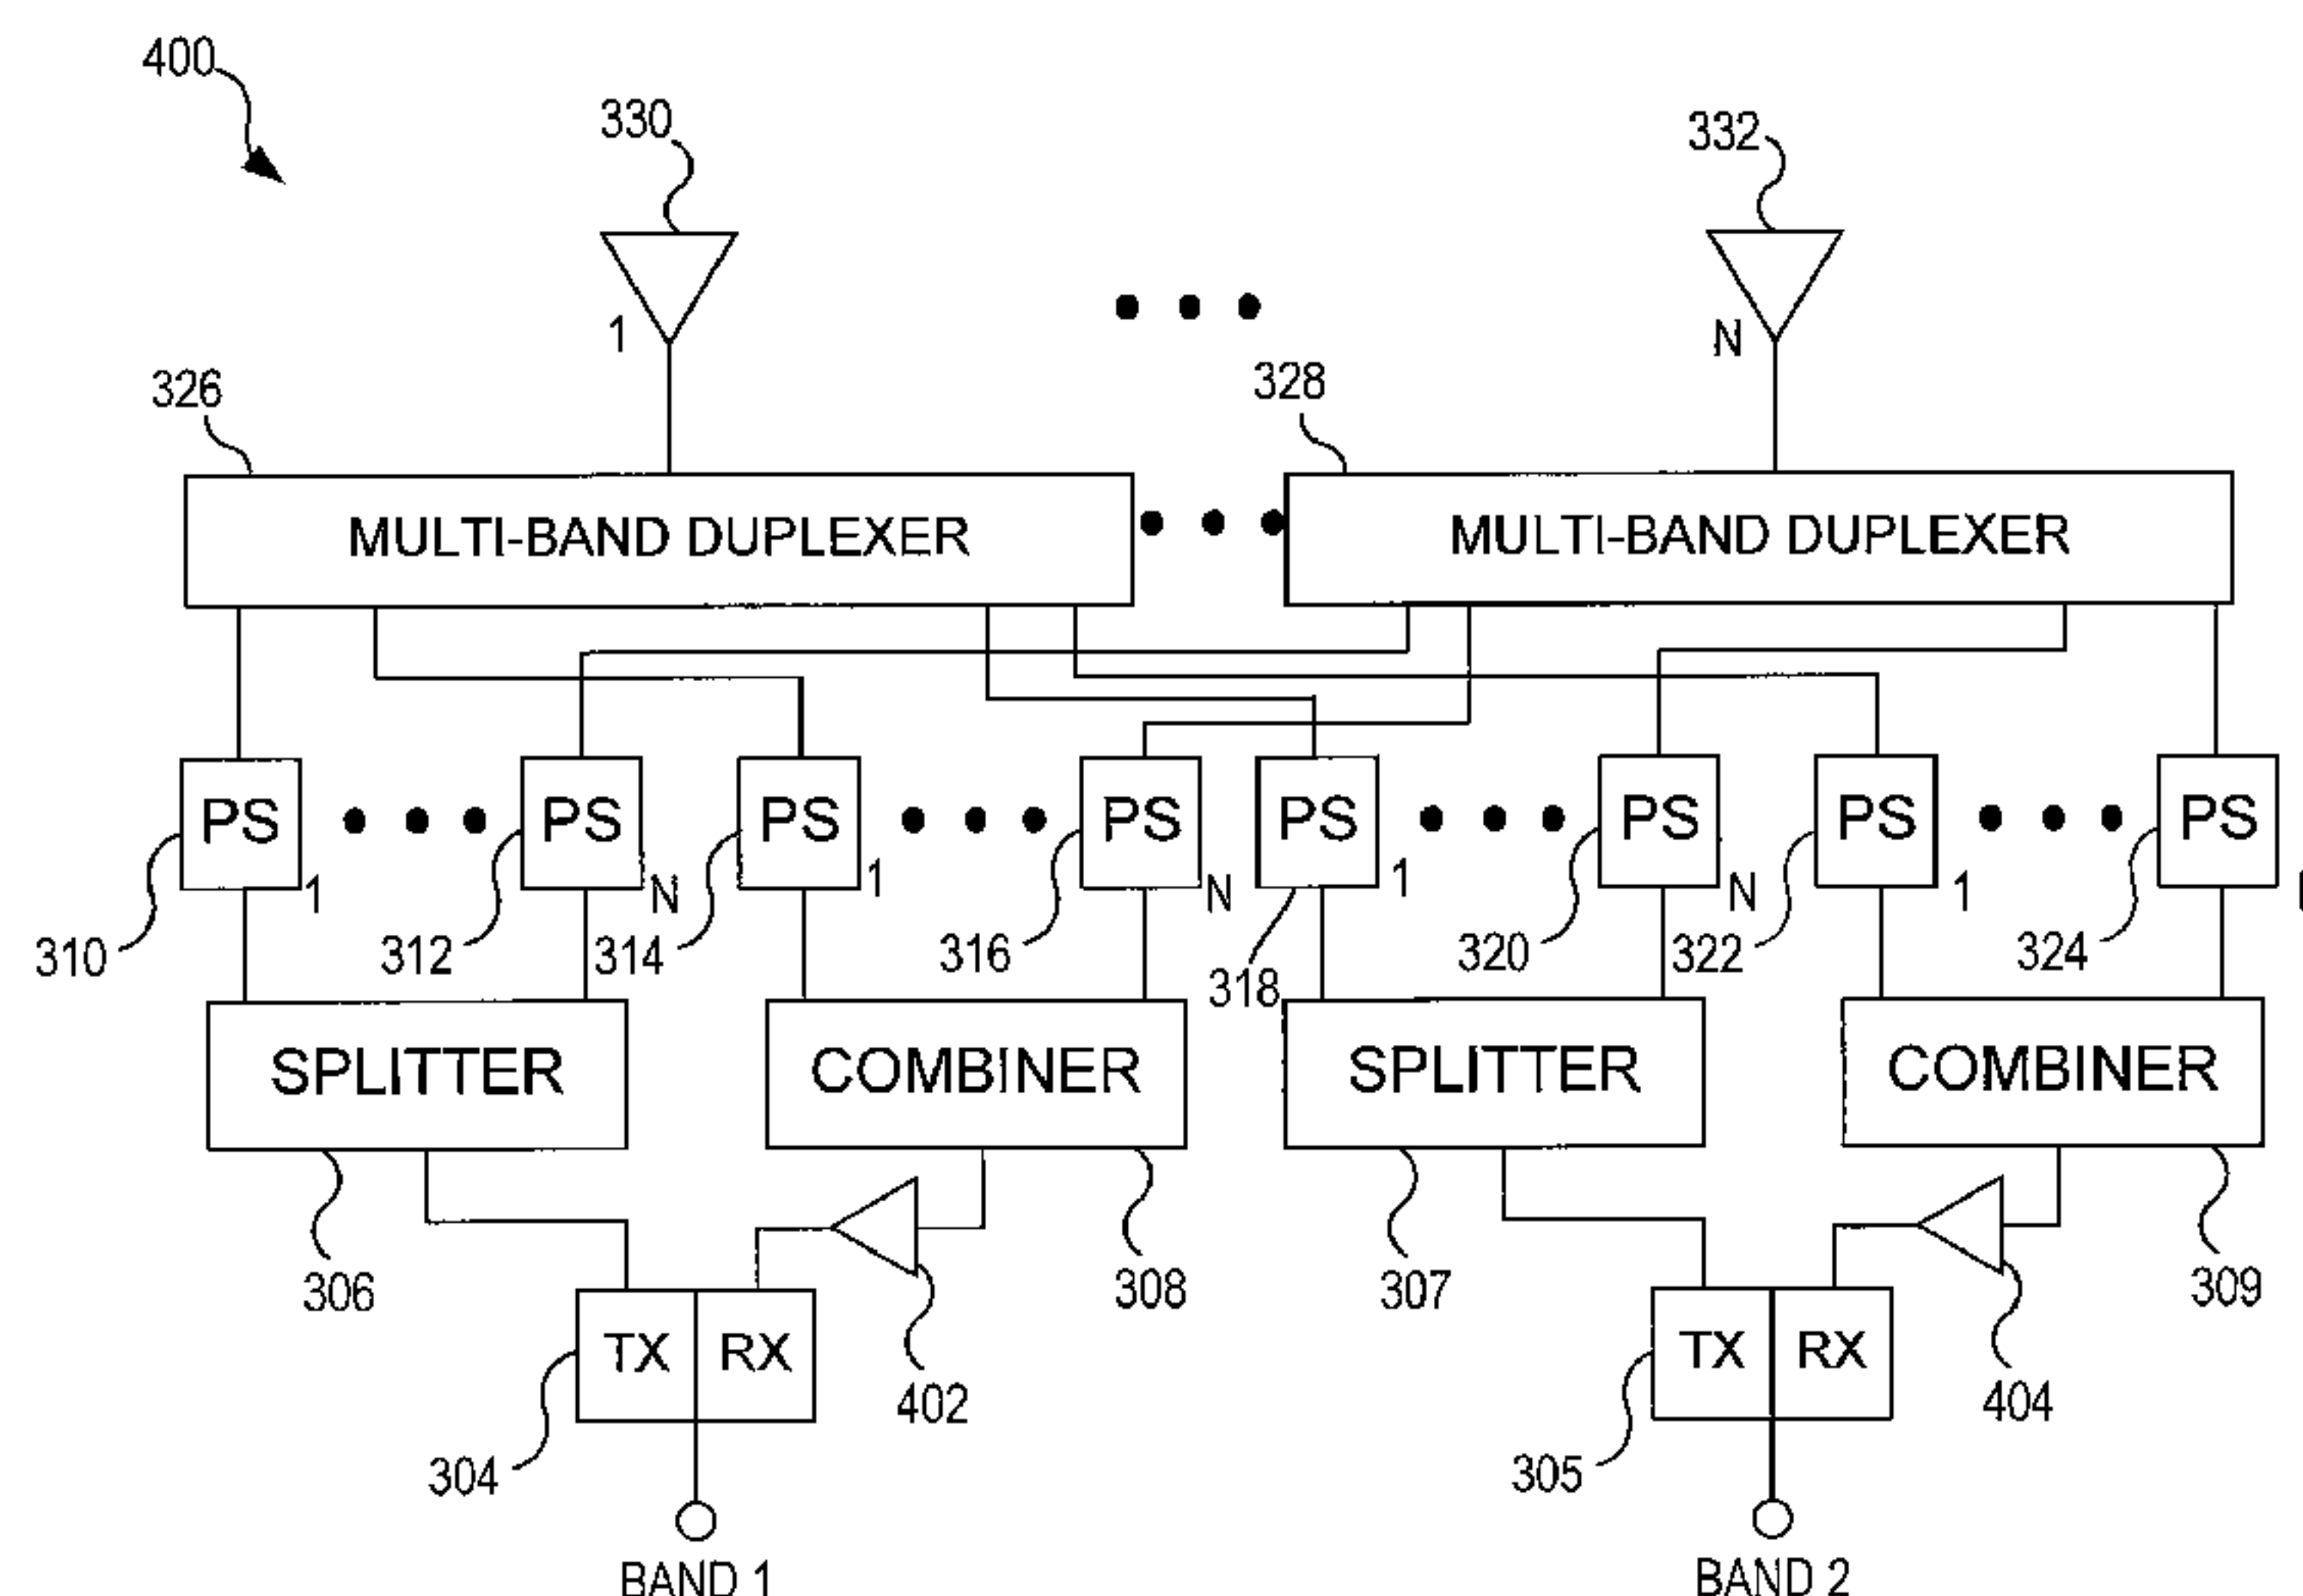 400
330
332
1
N
326
328
MULTI-BAND DUPLEXER
MULTI-BAND DUPLEXER
PS
PS
PS
PS
PS
PS
PS
PS
1
N
1
N
1
N
1
310
312
314
316
318
320
322
324
SPLITTER
COMBINER
SPLITTER
COMBINER
306
308
307
309
TX
RX
TX
RX
402
404
304
305
BAND 1
BAND 2